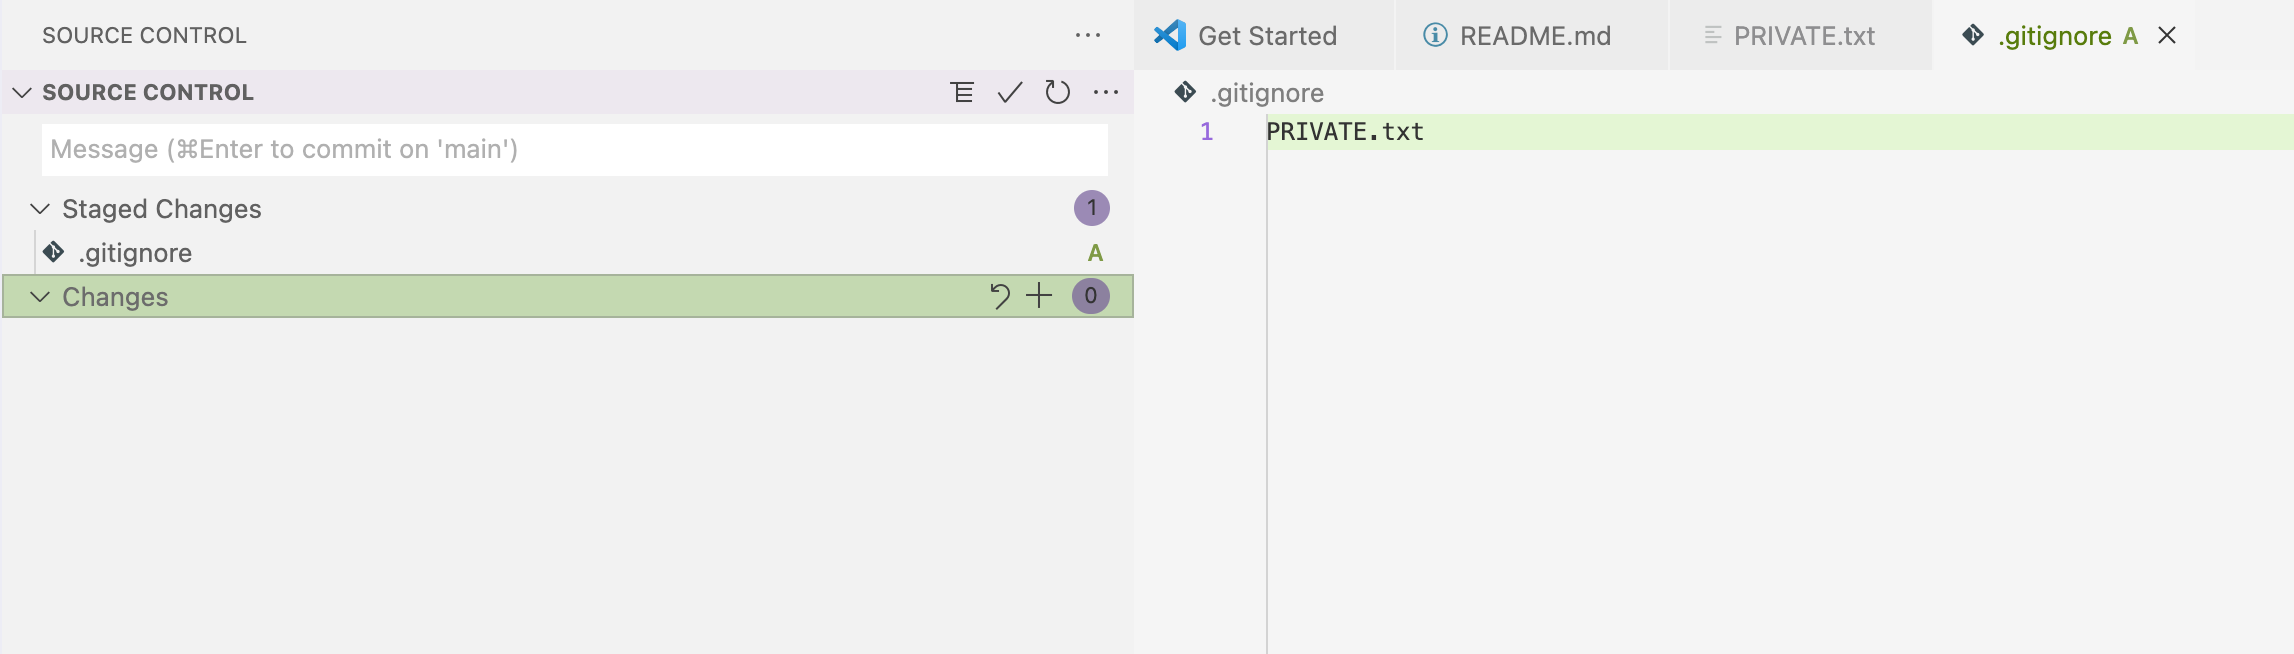 SOURCE CONTROL
SOURCE CONTROL
Message (⌘Enter to commit on 'main')
Staged Changes 1
.gitignore A
Changes 0
Get Started README.md PRIVATE.txt .gitignore A
.gitignore
1 PRIVATE.txt